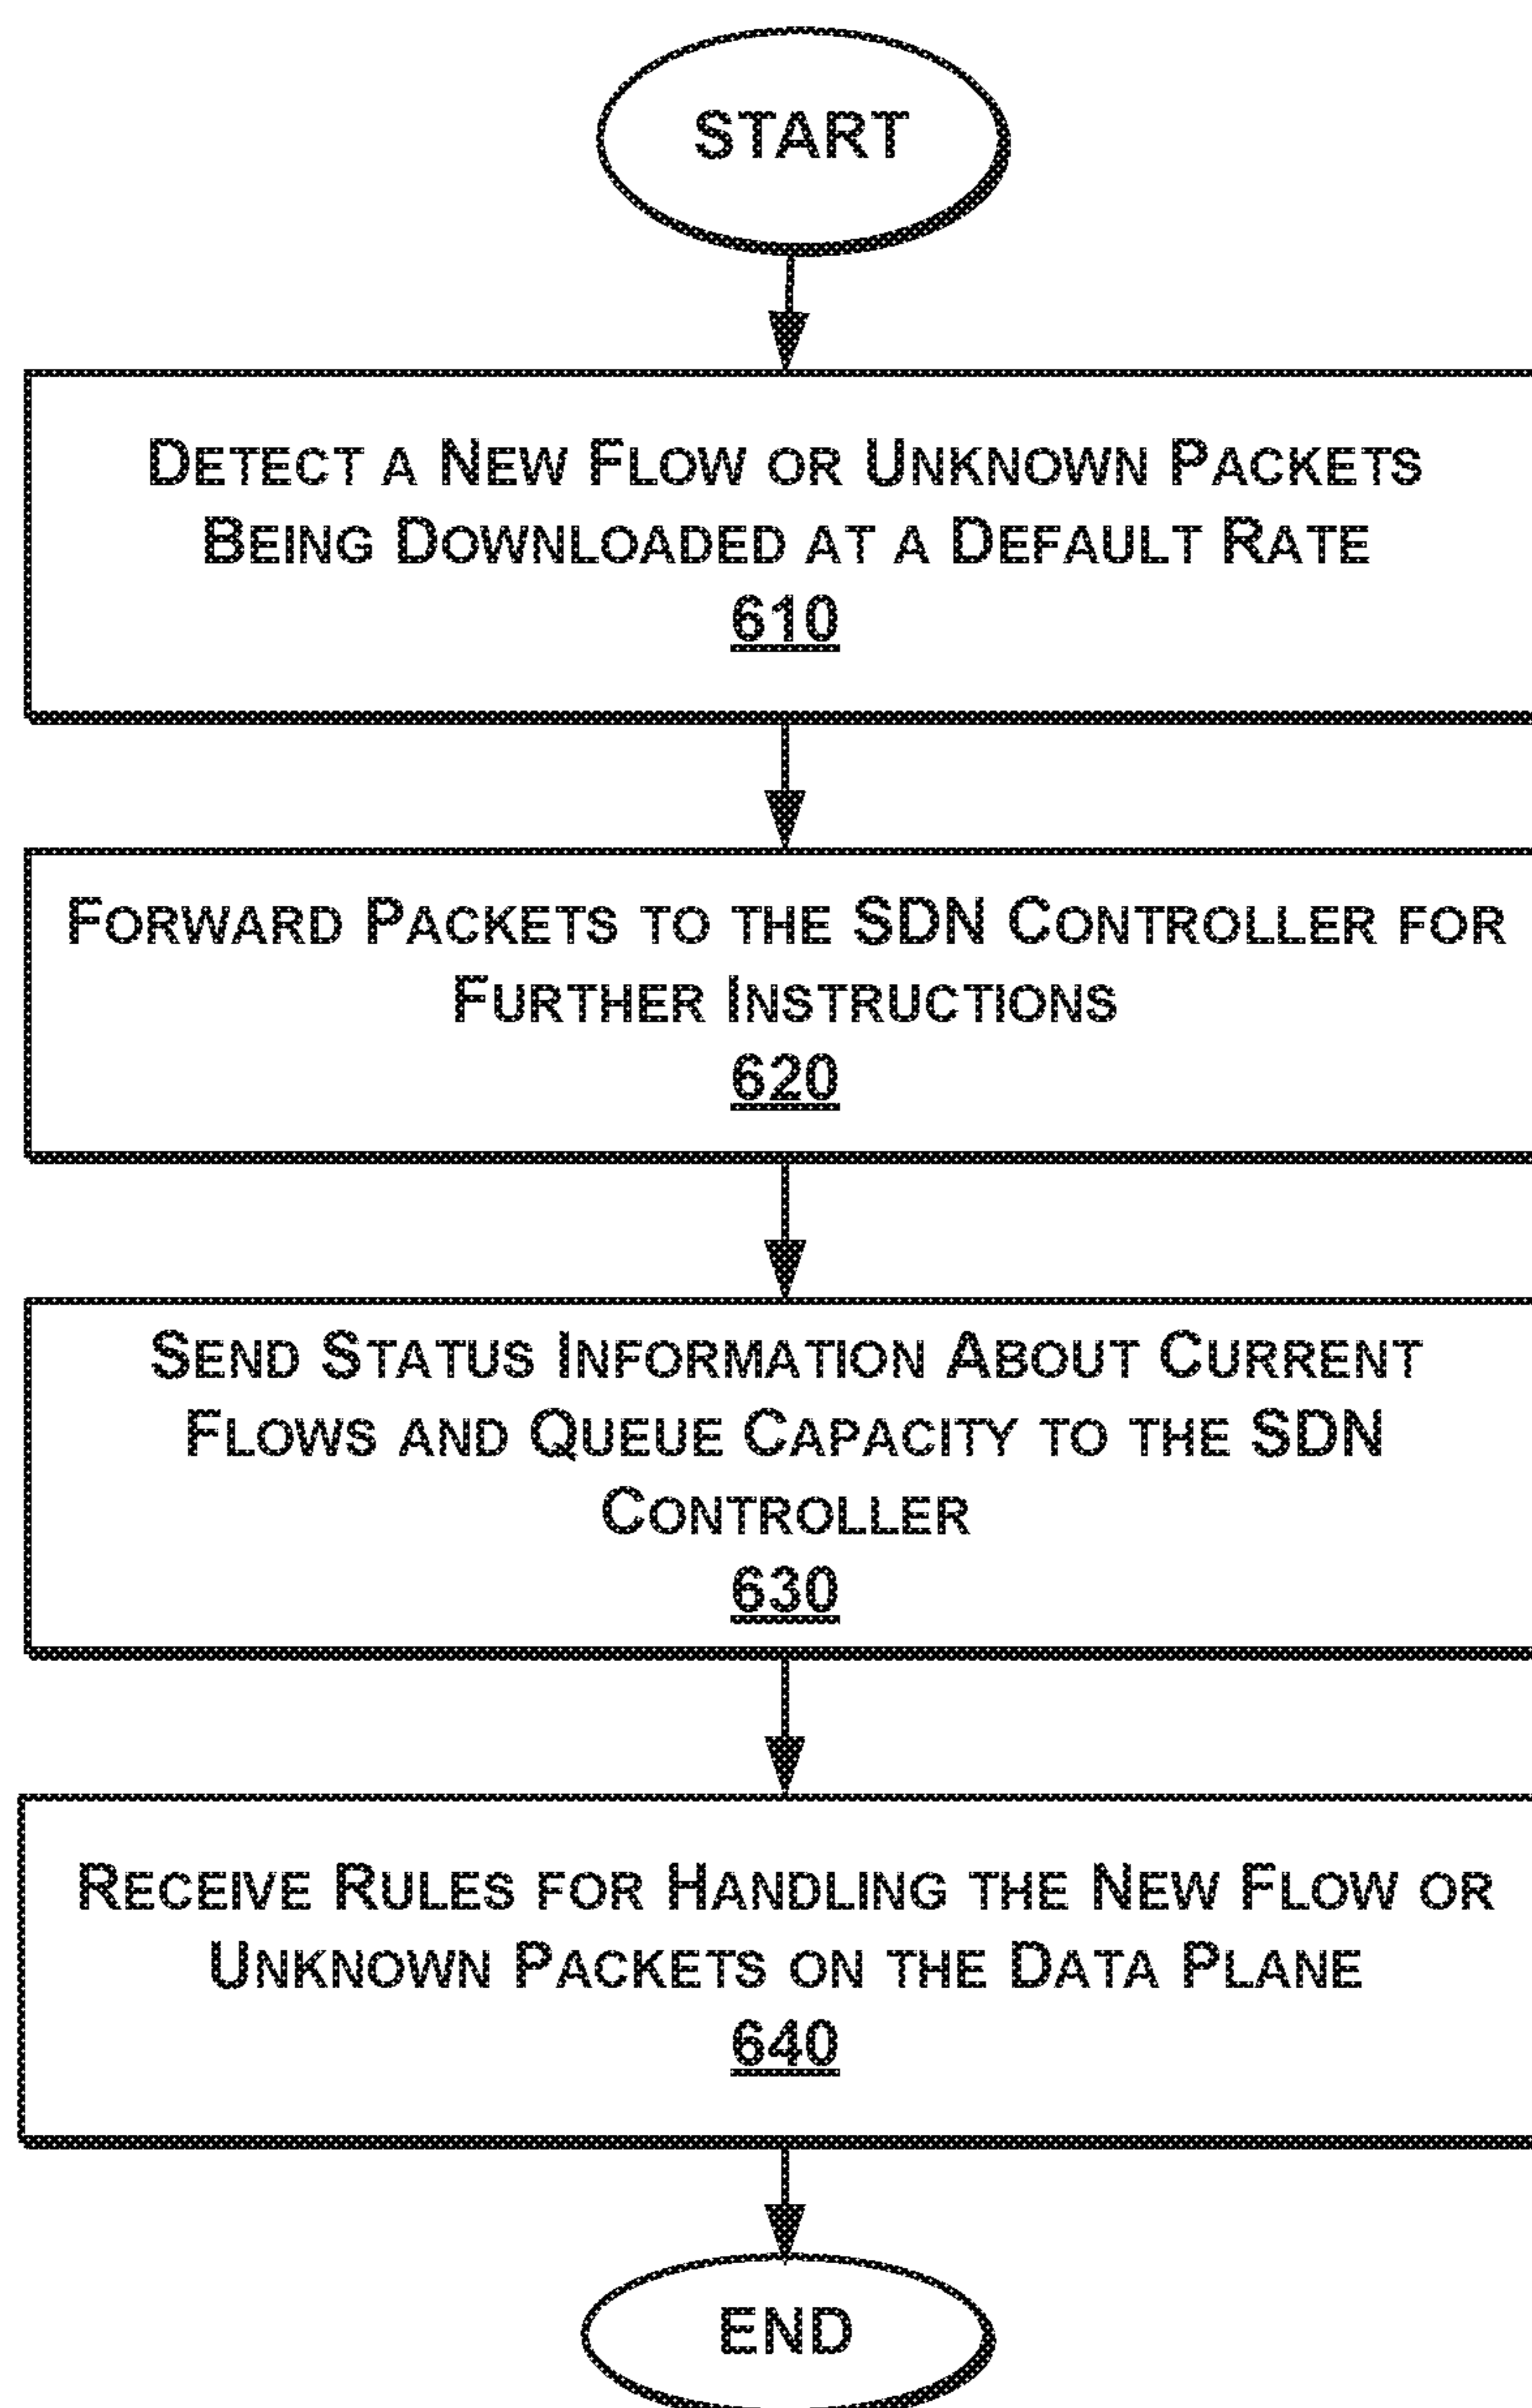 START
DETECT A NEW FLOW OR UNKNOWN PACKETS
BEING DOWNLOADED AT A DEFAULT RATE
610
FORWARD PACKETS TO THE SDN CONTROLLER FOR
FURTHER INSTRUCTIONS
620
SEND STATUS INFORMATION ABOUT CURRENT
FLOWS AND QUEUE CAPACITY TO THE SDN
CONTROLLER
630
RECEIVE RULES FOR HANDLING THE NEW FLOW OR
UNKNOWN PACKETS ON THE DATA PLANE
640
END